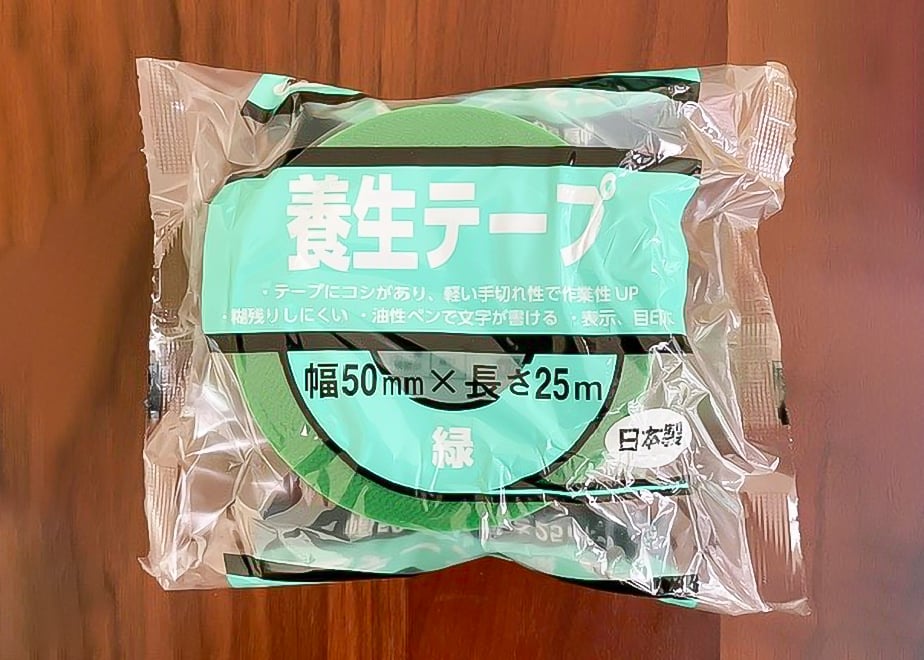 養生テープ
・テープにコシがあり、軽い手切れ性で作業性UP
・糊残りしにくい ・油性ペンで文字が書ける ・表示、目印に
幅50mm×長さ25m
緑
日本製